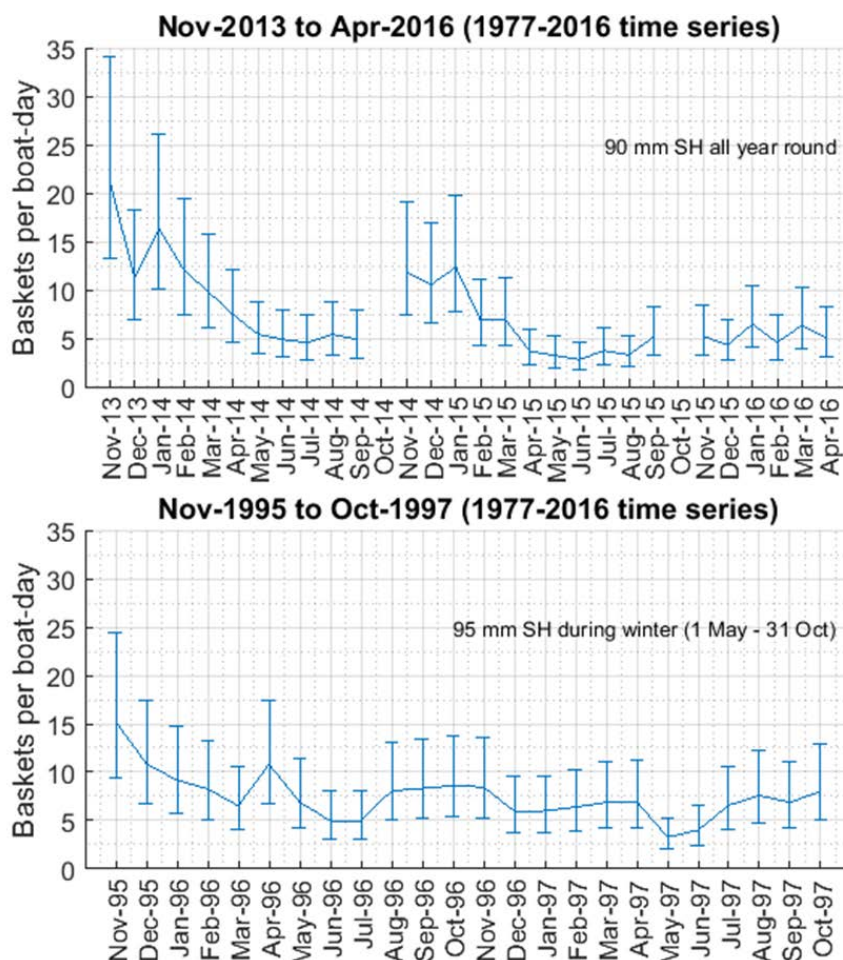 Nov-2013 to Apr-2016 (1977-2016 time series)
35
30
25
20
15
10
5
0
Baskets per boat-day
90 mm SH all year round
Nov-13
Dec-13
Jan-14
Feb-14
Mar-14
Apr-14
May-14
Jun-14
Jul-14
Aug-14
Sep-14
Oct-14
Nov-14
Dec-14
Jan-15
Feb-15
Mar-15
Apr-15
May-15
Jun-15
Jul-15
Aug-15
Sep-15
Oct-15
Nov-15
Dec-15
Jan-16
Feb-16
Mar-16
Apr-16
Nov-1995 to Oct-1997 (1977-2016 time series)
35
30
25
20
15
10
5
0
Baskets per boat-day
95 mm SH during winter (1 May - 31 Oct)
Nov-95
Dec-95
Jan-96
Feb-96
Mar-96
Apr-96
May-96
Jun-96
Jul-96
Aug-96
Sep-96
Oct-96
Nov-96
Dec-96
Jan-97
Feb-97
Mar-97
Apr-97
May-97
Jun-97
Jul-97
Aug-97
Sep-97
Oct-97